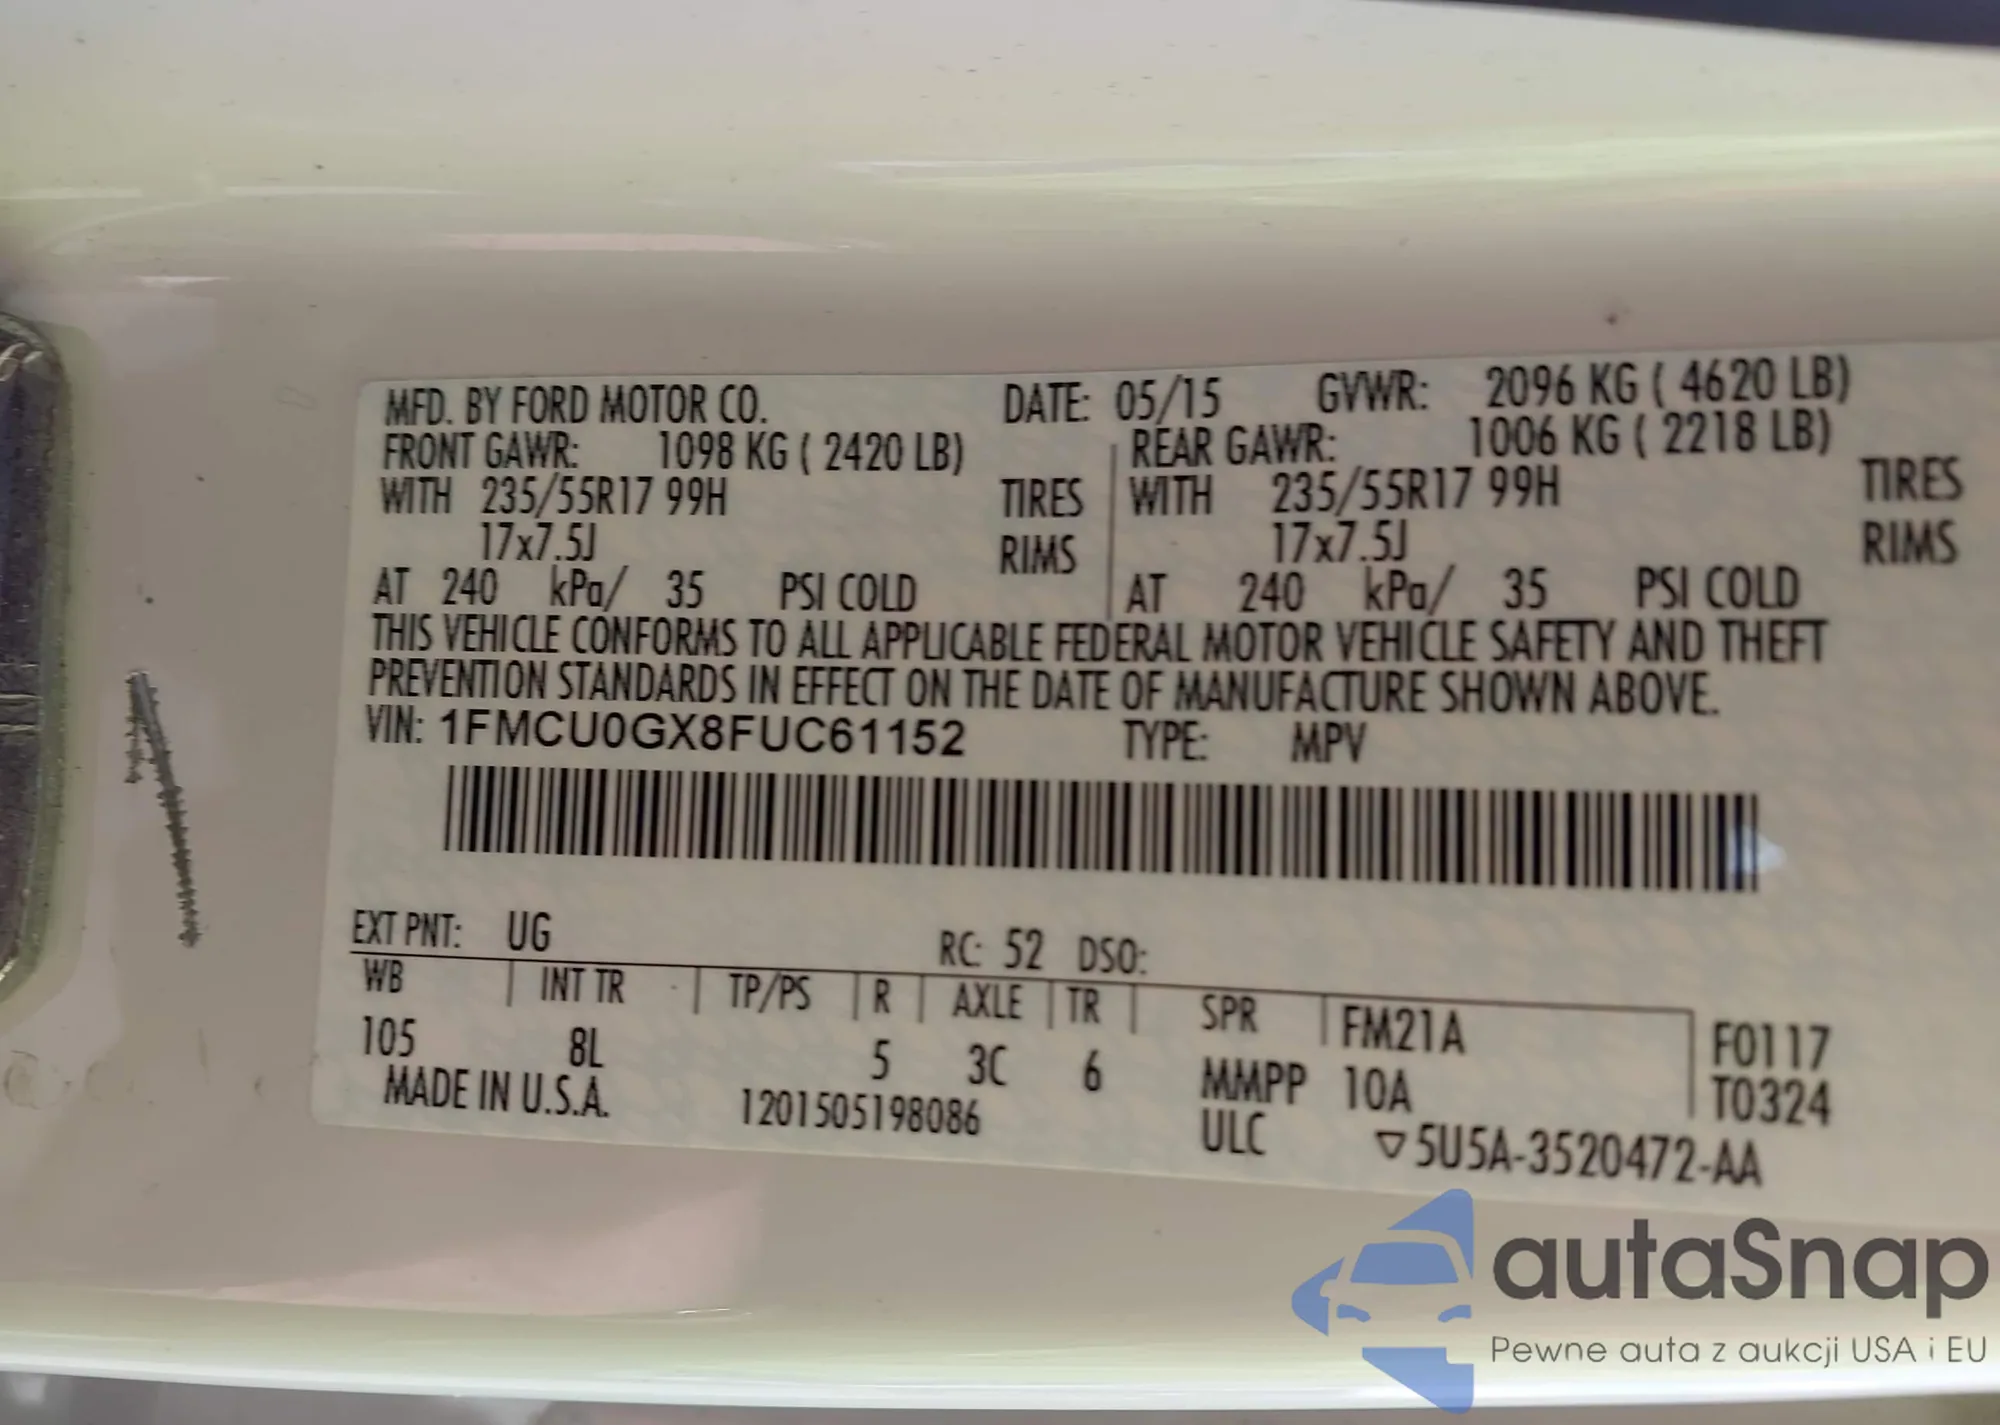 MFD. BY FORD MOTOR CO. DATE: 05/15 GVWR: 2096 KG ( 4620 LB)
FRONT GAWR: 1098 KG ( 2420 LB) REAR GAWR: 1006 KG ( 2218 LB)
WITH 235/55R17 99H TIRES WITH 235/55R17 99H TIRES
17x7.5J RIMS 17x7.5J RIMS
AT 240 kPa/ 35 PSI COLD AT 240 kPa/ 35 PSI COLD
THIS VEHICLE CONFORMS TO ALL APPLICABLE FEDERAL MOTOR VEHICLE SAFETY AND THEFT
PREVENTION STANDARDS IN EFFECT ON THE DATE OF MANUFACTURE SHOWN ABOVE.
VIN: 1FMCU0GX8FUC61152 TYPE: MPV
EXT PNT: UG RC: 52 DSO:
WB INT TR TP/PS R AXLE TR SPR FM21A F0117
105 8L 5 3C 6 MMPP 10A T0324
MADE IN U.S.A. 1201505198086 ULC ▽5U5A-3520472-AA
autaSnap
Pewne auta z aukcji USA i EU